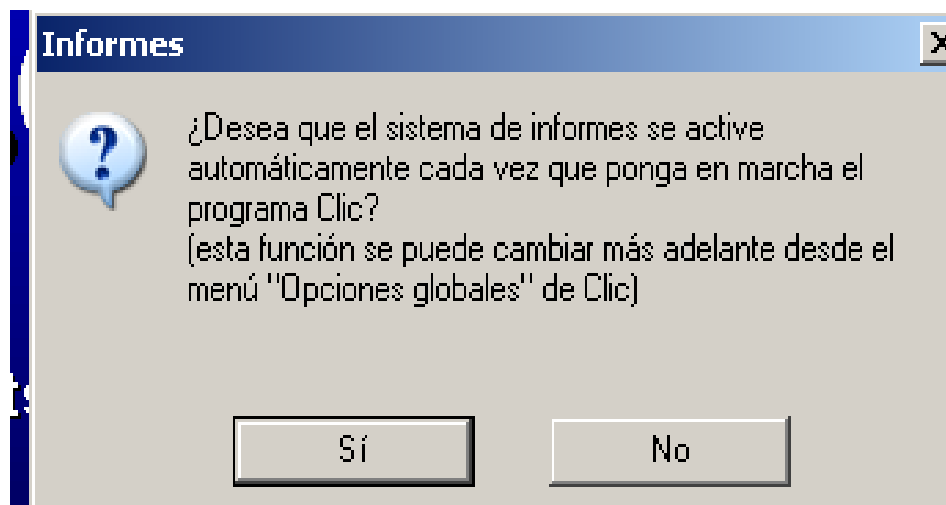 Informes
¿Desea que el sistema de informes se active
automáticamente cada vez que ponga en marcha el
programa Clic?
(esta función se puede cambiar más adelante desde el
menú "Opciones globales" de Clic)
Sí
No